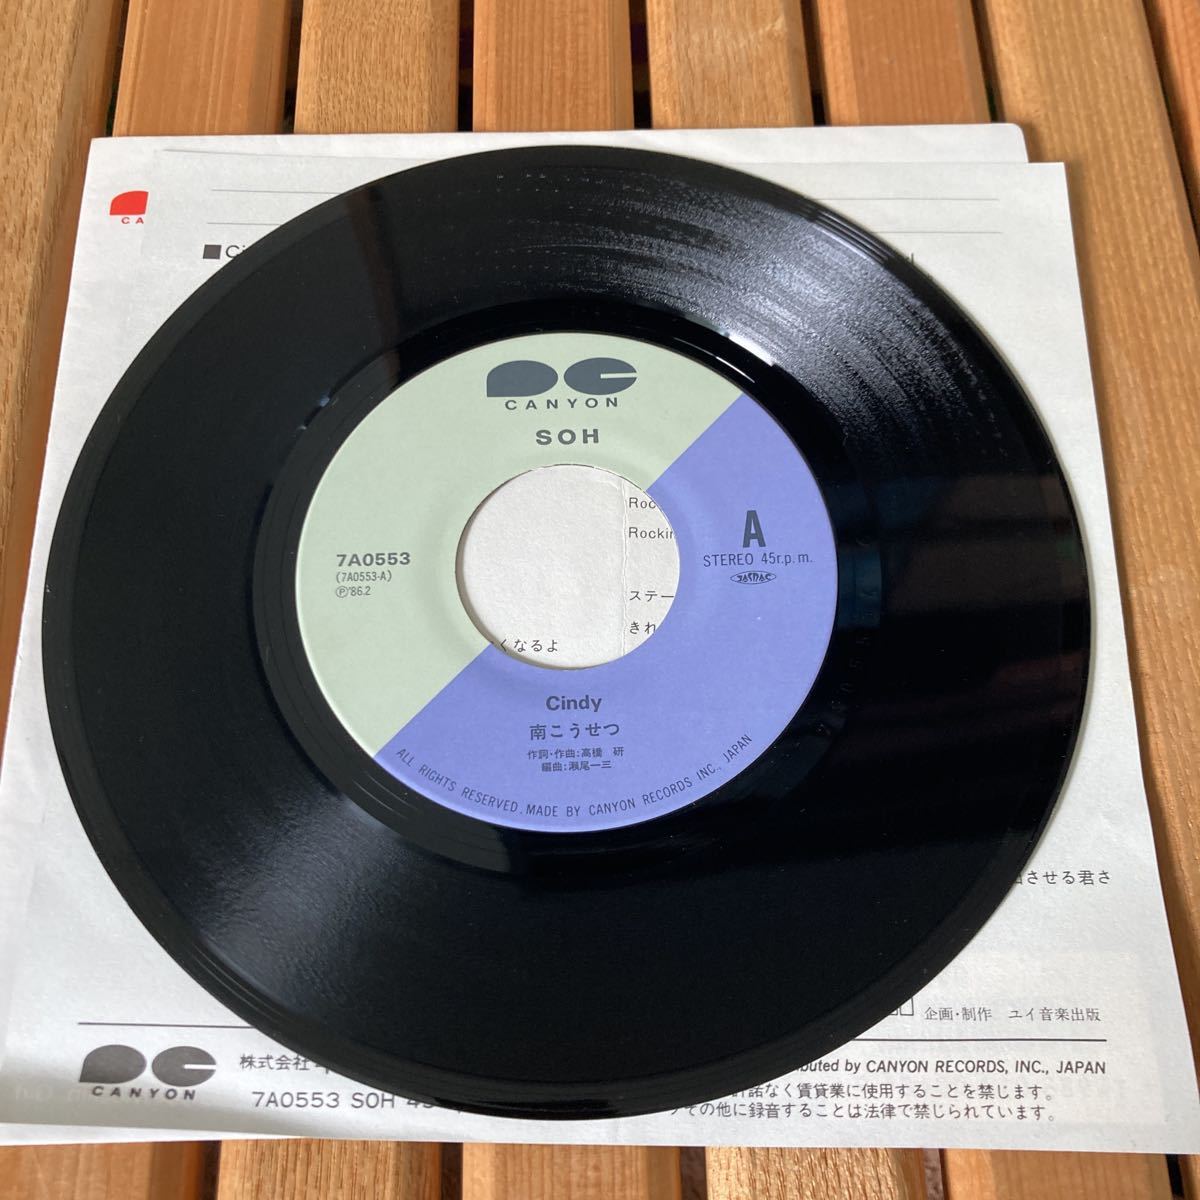 CA
■Ci
CANYON
SOH
7A0553
(7A0553-A)
Ⓟ'86.2
A
STEREO 45r.p.m.
JASRAC
Rockin
ステー
きれ
くなるよ
Cindy
南こうせつ
作詞・作曲:高橋 研
編曲:瀬尾一三
ALL RIGHTS RESERVED. MADE BY CANYON RECORDS INC., JAPAN
させる君さ
企画・制作 ユイ音楽出版
CANYON
株式会社
buted by CANYON RECORDS, INC., JAPAN
7A0553 SOH 45
許諾なく賃貸業に使用することを禁じます。
その他に録音することは法律で禁じられています。